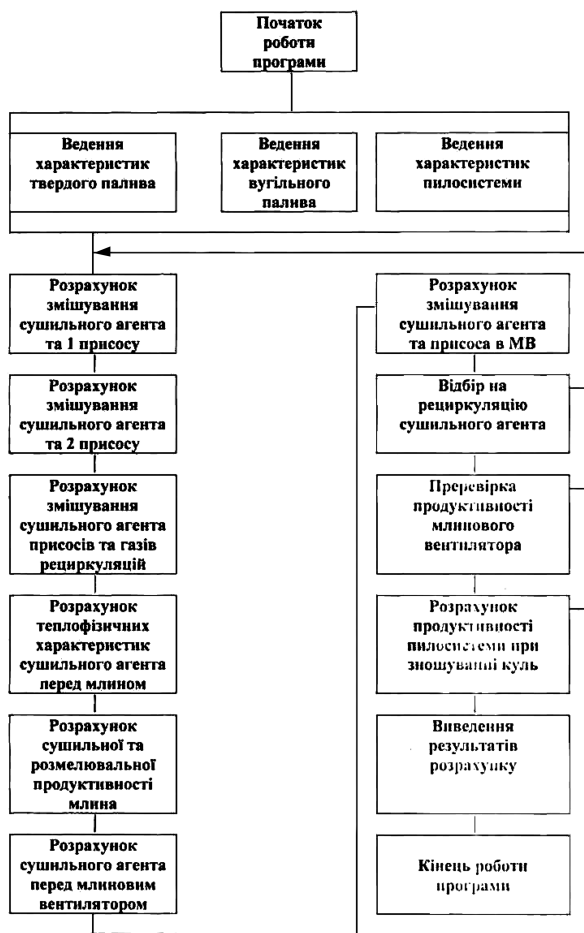 Початок
роботи
програми
Ведення
характеристик
твердого палива
Ведення
характеристик
вугільного
палива
Ведення
характеристик
пилосистеми
Розрахунок
змішування
сушильного агента
та 1 присосу
Розрахунок
змішування
сушильного агента
та 2 присосу
Розрахунок
змішування
сушильного агента
присосів та газів
рециркуляцій
Розрахунок
теплофізичних
характеристик
сушильного агента
перед млином
Розрахунок
сушильної та
розмелювальної
продуктивності
млина
Розрахунок
сушильного агента
перед млиновим
вентилятором
Розрахунок
змішування
сушильного агента
та присоса в МВ
Відбір на
рециркуляцію
сушильного агента
Преревірка
продуктивності
млинового
вентилятора
Розрахунок
продуктивності
пилосистеми при
зношуванні куль
Виведення
результатів
розрахунку
Кінець роботи
програми